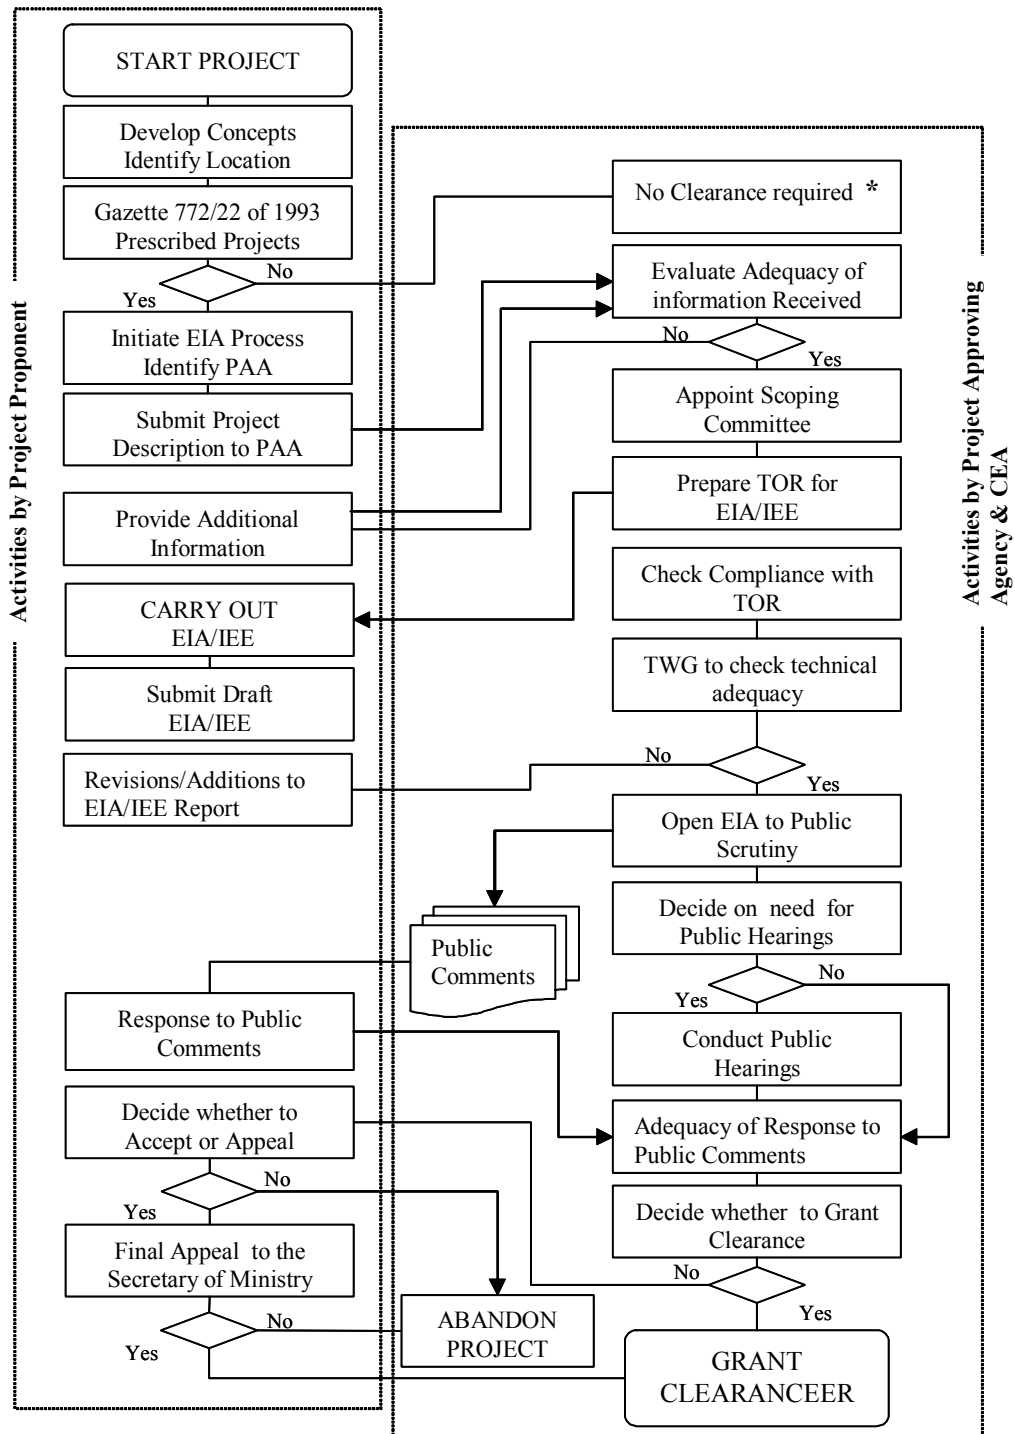 START PROJECT
Develop Concepts
Identify Location
Gazette 772/22 of 1993
Prescribed Projects
No
Yes
Initiate EIA Process
Identify PAA
Submit Project
Description to PAA
Provide Additional
Information
CARRY OUT
EIA/IEE
Submit Draft
EIA/IEE
Revisions/Additions to
EIA/IEE Report
Response to Public
Comments
Decide whether to
Accept or Appeal
No
Yes
Final Appeal to the
Secretary of Ministry
No
Yes
Activities by Project Proponent
Public
Comments
ABANDON
PROJECT
No Clearance required *
Evaluate Adequacy of
information Received
No
Yes
Appoint Scoping
Committee
Prepare TOR for
EIA/IEE
Check Compliance with
TOR
TWG to check technical
adequacy
No
Yes
Open EIA to Public
Scrutiny
Decide on need for
Public Hearings
No
Yes
Conduct Public
Hearings
Adequacy of Response to
Public Comments
Decide whether to Grant
Clearance
No
Yes
GRANT
CLEARANCEER
Activities by Project Approving
Agency & CEA